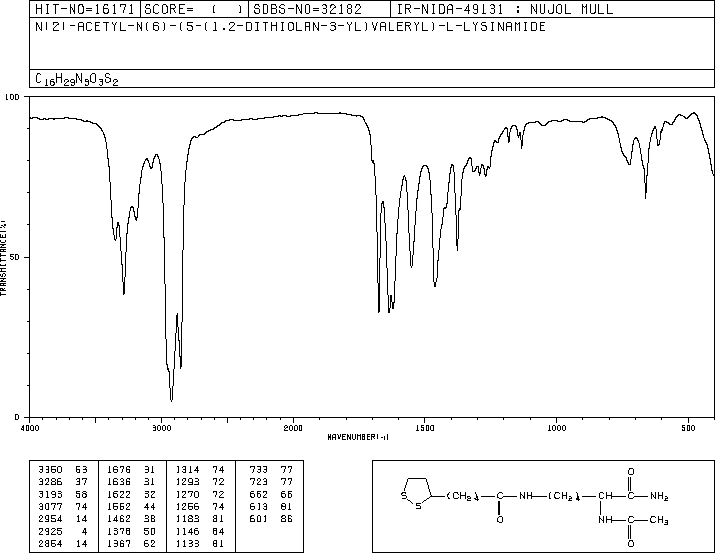 HIT-NO=16171 SCORE= ( ) SDBS-NO=32182 IR-NIDA-49131 : NUJOL MULL
N(2)-ACETYL-N(6)-(5-(1,2-DITHIOLAN-3-YL)VALERYL)-L-LYSINAMIDE
C16H29N3O3S2
100
TRANSMITTANCE(%)
50
0
4000 3000 2000 1500 1000 500
WAVENUMBER(-1)
3350 63 1676 31 1314 74 733 77
3286 37 1636 31 1293 72 723 77
3193 58 1622 32 1270 72 662 66
3077 74 1552 44 1256 74 613 81
2954 14 1462 38 1183 81 601 86
2925 4 1378 50 1146 84
2854 14 1367 62 1133 81
O O
S (CH2)4 C NH (CH2)4 CH C NH2
S O NH C CH3
O